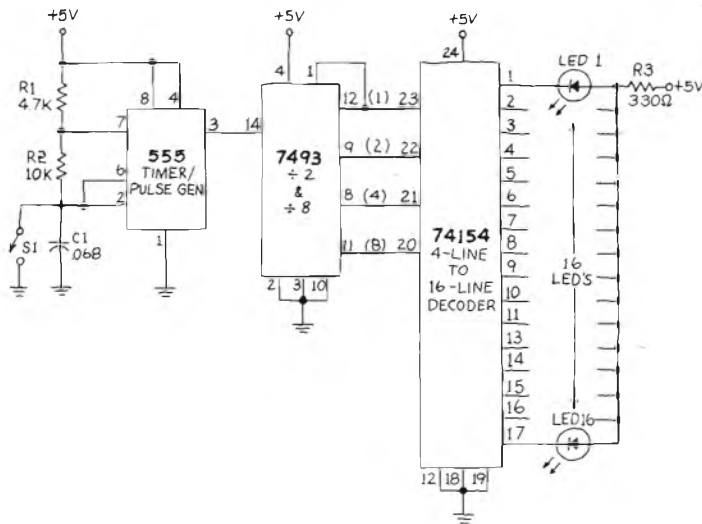 +5V
+5V
+5V
R1
4.7K
R2
10K
S1
C1
.068
8
4
7
6
2
3
1
555
TIMER/
PULSE GEN
14
4
1
7493
÷ 2
&
÷ 8
12 (1) 23
9 (2) 22
8 (4) 21
11 (8) 20
2
3
10
24
74154
4-LINE
TO
16-LINE
DECODER
1
2
3
4
5
6
7
8
9
10
11
13
14
15
16
17
12
18
19
LED 1
R3
330Ω
+5V
16
LED'S
LED16